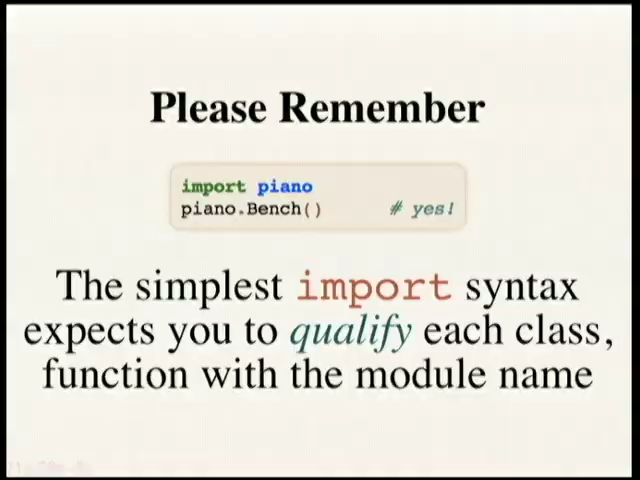 Please Remember
import piano
piano.Bench() # yes!
The simplest import syntax
expects you to qualify each class,
function with the module name